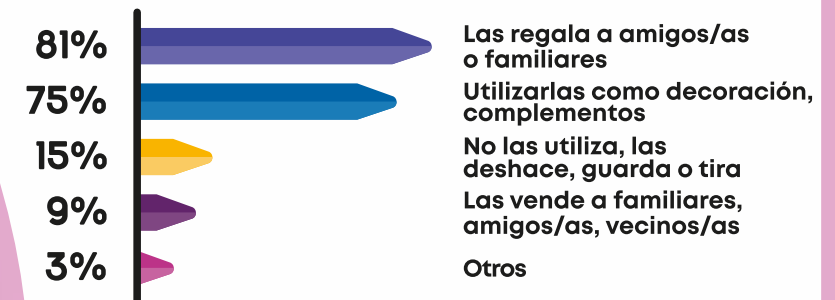 81%
Las regala a amigos/as
o familiares
75%
Utilizarlas como decoración,
complementos
15%
No las utiliza, las
deshace, guarda o tira
9%
Las vende a familiares,
amigos/as, vecinos/as
3%
Otros